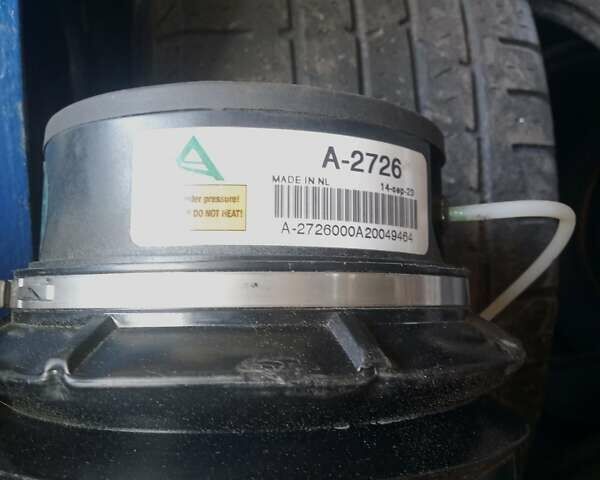 A-2726
MADE IN NL
14-sep-20
der pressure!
DO NOT HEAT!
A-2726000A20049464